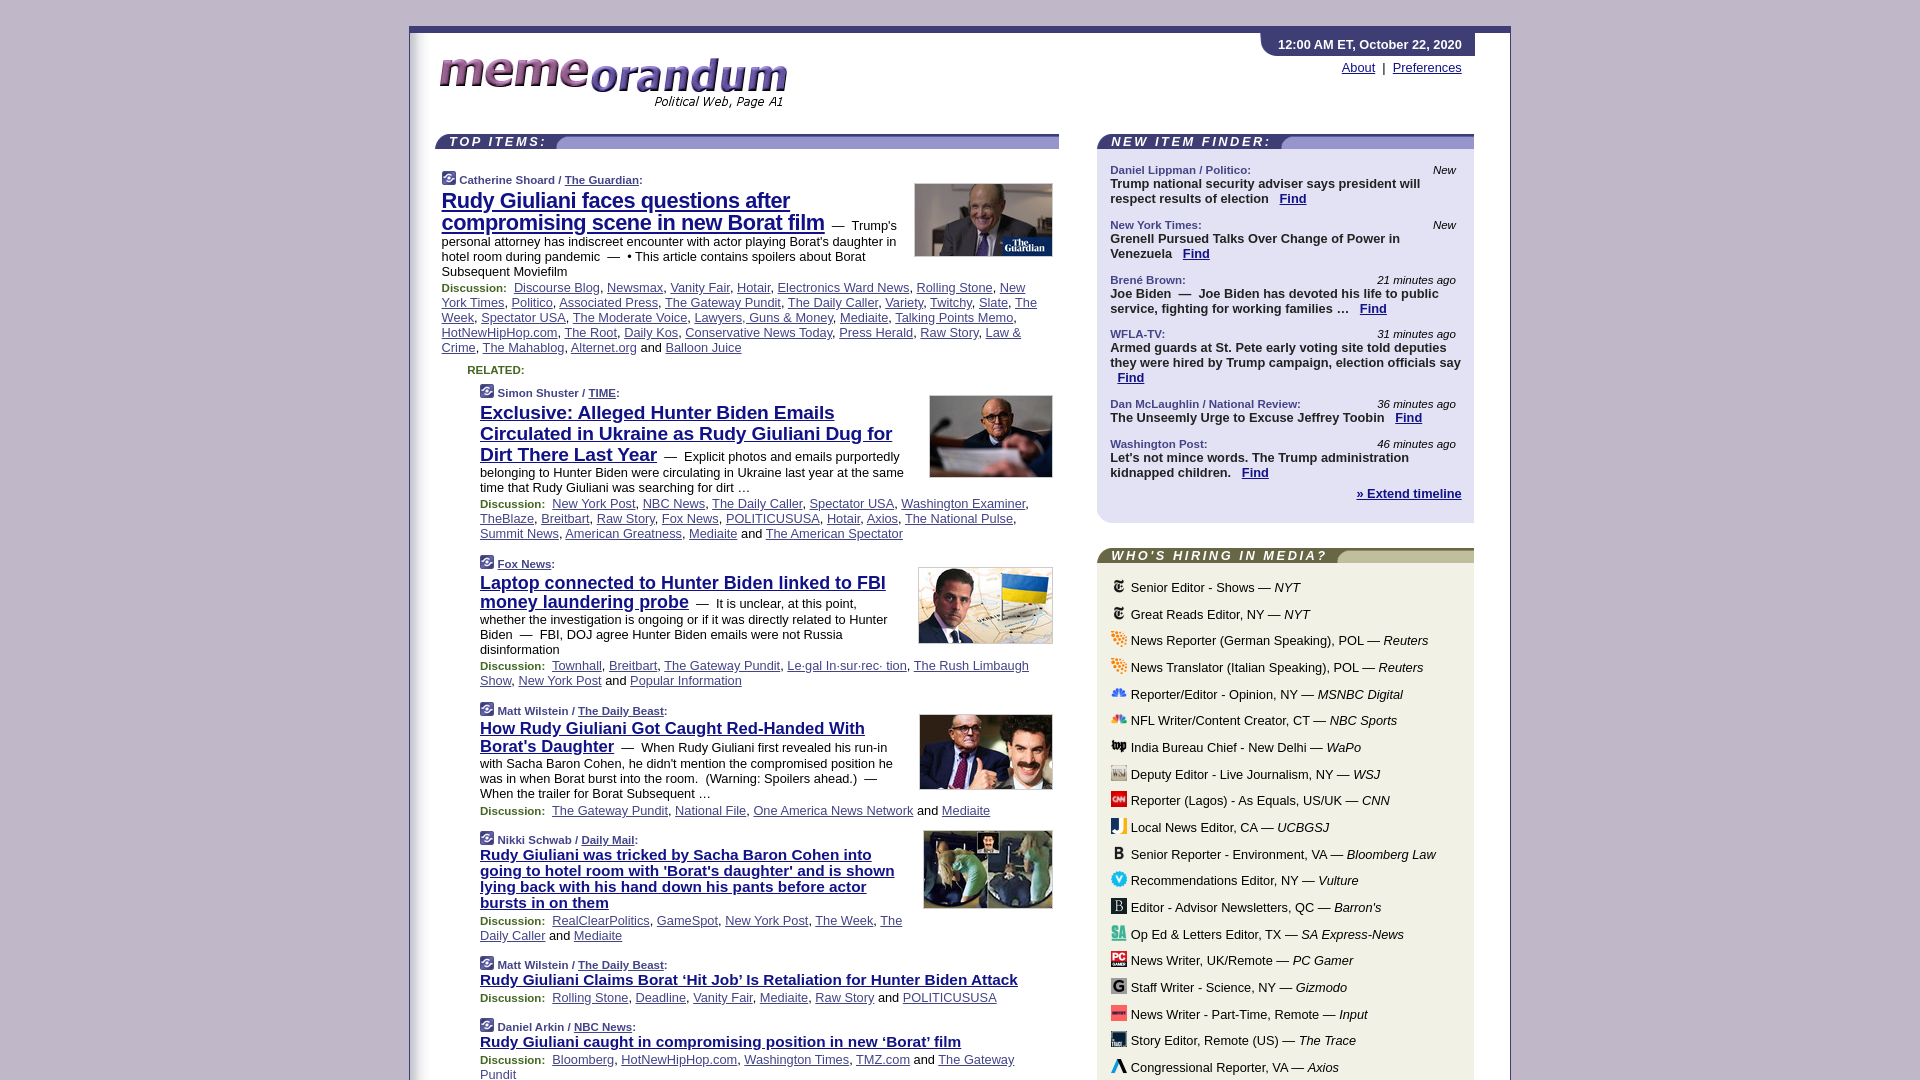 12:00 AM ET, October 22, 2020
About | Preferences
memeorandum
Political Web, Page A1
TOP ITEMS:
Catherine Shoard / The Guardian:
Rudy Giuliani faces questions after
compromising scene in new Borat film — Trump's
personal attorney has indiscreet encounter with actor playing Borat's daughter in
hotel room during pandemic — • This article contains spoilers about Borat
Subsequent Moviefilm
The Guardian
Discussion: Discourse Blog, Newsmax, Vanity Fair, Hotair, Electronics Ward News, Rolling Stone, New
York Times, Politico, Associated Press, The Gateway Pundit, The Daily Caller, Variety, Twitchy, Slate, The
Week, Spectator USA, The Moderate Voice, Lawyers, Guns & Money, Mediaite, Talking Points Memo,
HotNewHipHop.com, The Root, Daily Kos, Conservative News Today, Press Herald, Raw Story, Law &
Crime, The Mahablog, Alternet.org and Balloon Juice
RELATED:
Simon Shuster / TIME:
Exclusive: Alleged Hunter Biden Emails
Circulated in Ukraine as Rudy Giuliani Dug for
Dirt There Last Year — Explicit photos and emails purportedly
belonging to Hunter Biden were circulating in Ukraine last year at the same
time that Rudy Giuliani was searching for dirt …
Discussion: New York Post, NBC News, The Daily Caller, Spectator USA, Washington Examiner,
TheBlaze, Breitbart, Raw Story, Fox News, POLITICUSUSA, Hotair, Axios, The National Pulse,
Summit News, American Greatness, Mediaite and The American Spectator
Fox News:
Laptop connected to Hunter Biden linked to FBI
money laundering probe — It is unclear, at this point,
whether the investigation is ongoing or if it was directly related to Hunter
Biden — FBI, DOJ agree Hunter Biden emails were not Russia
disinformation
Discussion: Townhall, Breitbart, The Gateway Pundit, Le·gal In·sur·rec· tion, The Rush Limbaugh
Show, New York Post and Popular Information
Matt Wilstein / The Daily Beast:
How Rudy Giuliani Got Caught Red-Handed With
Borat's Daughter — When Rudy Giuliani first revealed his run-in
with Sacha Baron Cohen, he didn't mention the compromised position he
was in when Borat burst into the room. (Warning: Spoilers ahead.) —
When the trailer for Borat Subsequent …
Discussion: The Gateway Pundit, National File, One America News Network and Mediaite
Nikki Schwab / Daily Mail:
Rudy Giuliani was tricked by Sacha Baron Cohen into
going to hotel room with 'Borat's daughter' and is shown
lying back with his hand down his pants before actor
bursts in on them
Discussion: RealClearPolitics, GameSpot, New York Post, The Week, The
Daily Caller and Mediaite
Matt Wilstein / The Daily Beast:
Rudy Giuliani Claims Borat ‘Hit Job’ Is Retaliation for Hunter Biden Attack
Discussion: Rolling Stone, Deadline, Vanity Fair, Mediaite, Raw Story and POLITICUSUSA
Daniel Arkin / NBC News:
Rudy Giuliani caught in compromising position in new ‘Borat’ film
Discussion: Bloomberg, HotNewHipHop.com, Washington Times, TMZ.com and The Gateway
Pundit
NEW ITEM FINDER:
Daniel Lippman / Politico: New
Trump national security adviser says president will
respect results of election Find
New York Times: New
Grenell Pursued Talks Over Change of Power in
Venezuela Find
Brené Brown: 21 minutes ago
Joe Biden — Joe Biden has devoted his life to public
service, fighting for working families … Find
WFLA-TV: 31 minutes ago
Armed guards at St. Pete early voting site told deputies
they were hired by Trump campaign, election officials say
Find
Dan McLaughlin / National Review: 36 minutes ago
The Unseemly Urge to Excuse Jeffrey Toobin Find
Washington Post: 46 minutes ago
Let's not mince words. The Trump administration
kidnapped children. Find
» Extend timeline
WHO'S HIRING IN MEDIA?
Senior Editor - Shows — NYT
Great Reads Editor, NY — NYT
News Reporter (German Speaking), POL — Reuters
News Translator (Italian Speaking), POL — Reuters
Reporter/Editor - Opinion, NY — MSNBC Digital
NFL Writer/Content Creator, CT — NBC Sports
India Bureau Chief - New Delhi — WaPo
Deputy Editor - Live Journalism, NY — WSJ
Reporter (Lagos) - As Equals, US/UK — CNN
Local News Editor, CA — UCBGSJ
Senior Reporter - Environment, VA — Bloomberg Law
Recommendations Editor, NY — Vulture
Editor - Advisor Newsletters, QC — Barron's
Op Ed & Letters Editor, TX — SA Express-News
News Writer, UK/Remote — PC Gamer
Staff Writer - Science, NY — Gizmodo
News Writer - Part-Time, Remote — Input
Story Editor, Remote (US) — The Trace
Congressional Reporter, VA — Axios